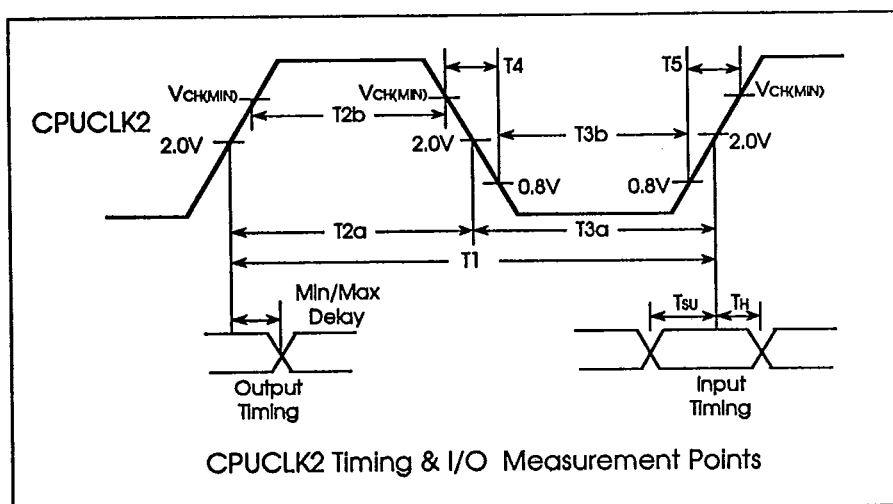 T4
T5
VCH(MIN)
VCH(MIN)
VCH(MIN)
CPUCLK2
T2b
T3b
2.0V
2.0V
2.0V
0.8V
0.8V
T2a
T3a
T1
Min/Max
Delay
TSU
TH
Output
Timing
Input
Timing
CPUCLK2 Timing & I/O Measurement Points